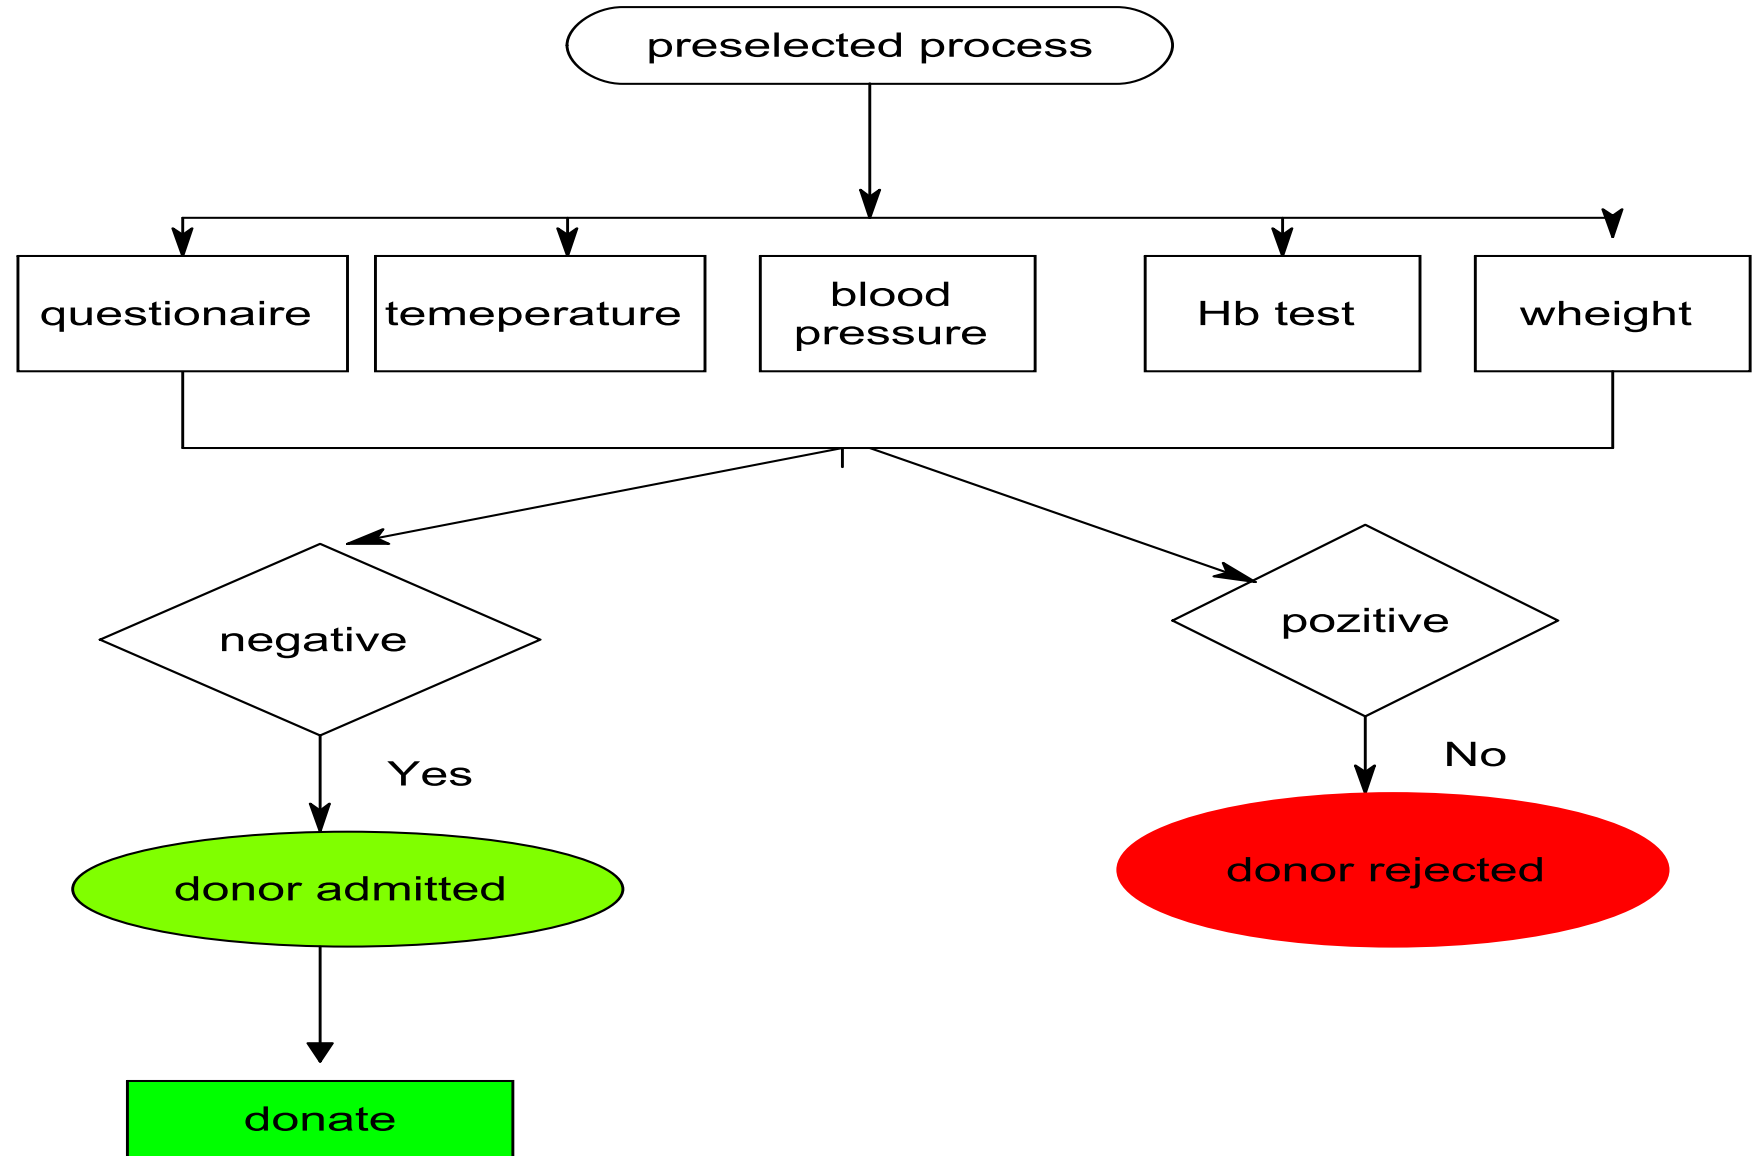 preselected process
questionaire
temeperature
blood
pressure
Hb test
wheight
negative
pozitive
Yes
No
donor admitted
donor rejected
donate